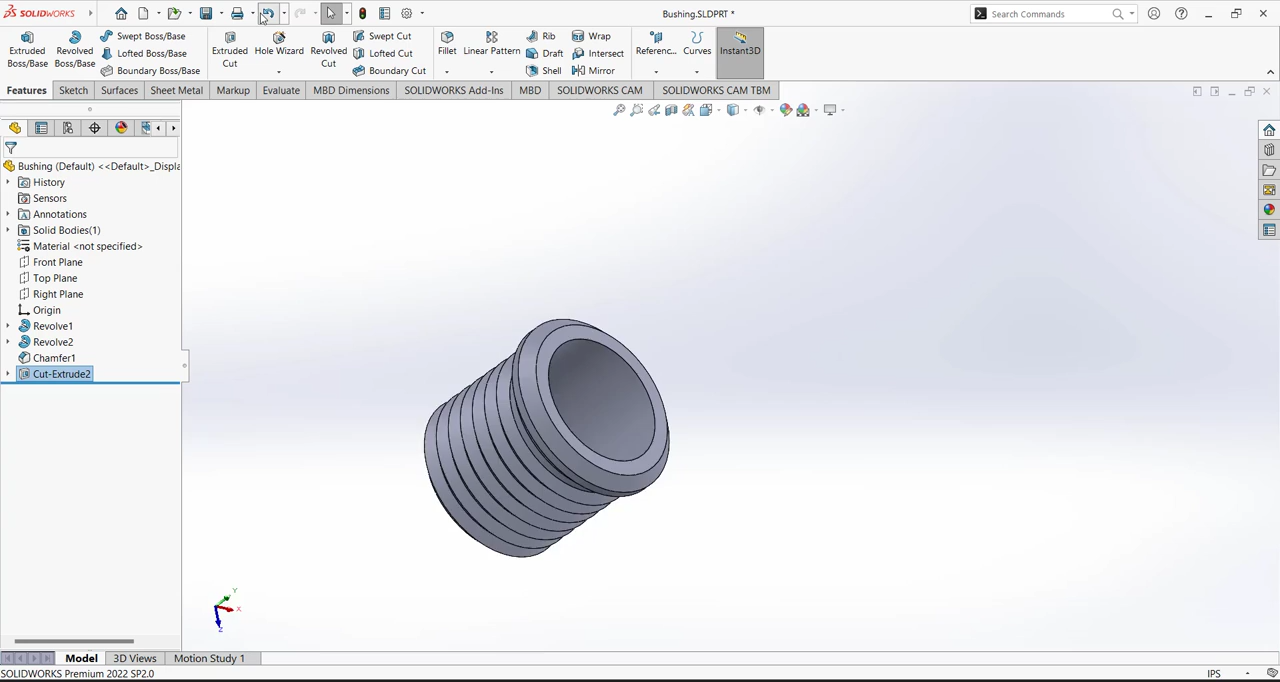 SOLIDWORKS
Bushing.SLDPRT *
Search Commands
Extruded Boss/Base
Revolved Boss/Base
Swept Boss/Base
Lofted Boss/Base
Boundary Boss/Base
Extruded Cut
Hole Wizard
Revolved Cut
Swept Cut
Lofted Cut
Boundary Cut
Fillet
Linear Pattern
Rib
Draft
Shell
Wrap
Intersect
Mirror
Referenc...
Curves
Instant3D
Features
Sketch
Surfaces
Sheet Metal
Markup
Evaluate
MBD Dimensions
SOLIDWORKS Add-Ins
MBD
SOLIDWORKS CAM
SOLIDWORKS CAM TBM
Bushing (Default) <<Default>_Displa
History
Sensors
Annotations
Solid Bodies(1)
Material <not specified>
Front Plane
Top Plane
Right Plane
Origin
Revolve1
Revolve2
Chamfer1
Cut-Extrude2
Y
X
Z
Model
3D Views
Motion Study 1
SOLIDWORKS Premium 2022 SP2.0
IPS